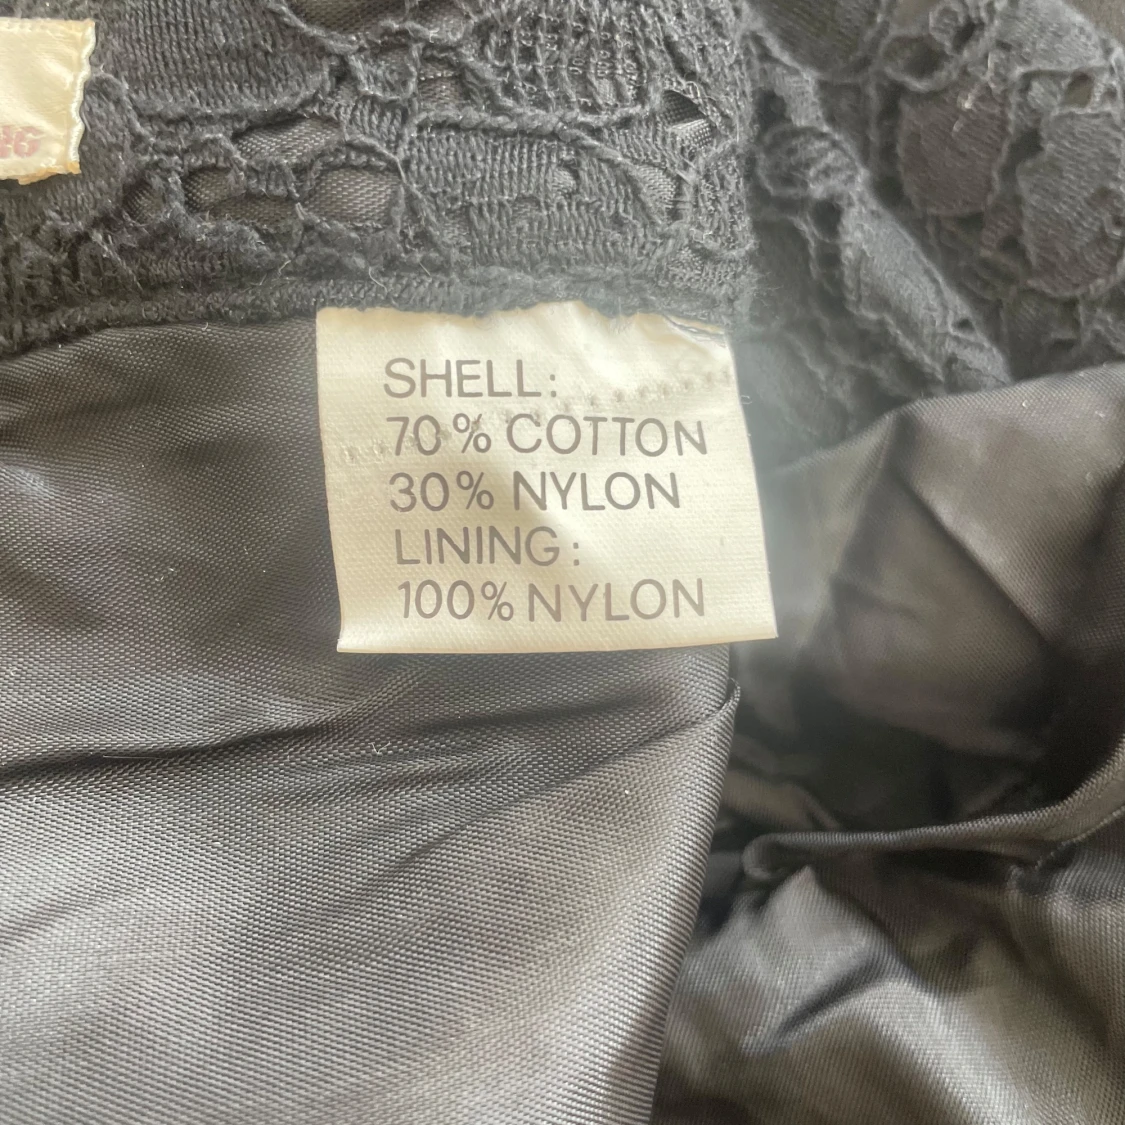 SHELL:
70% COTTON
30% NYLON
LINING:
100% NYLON